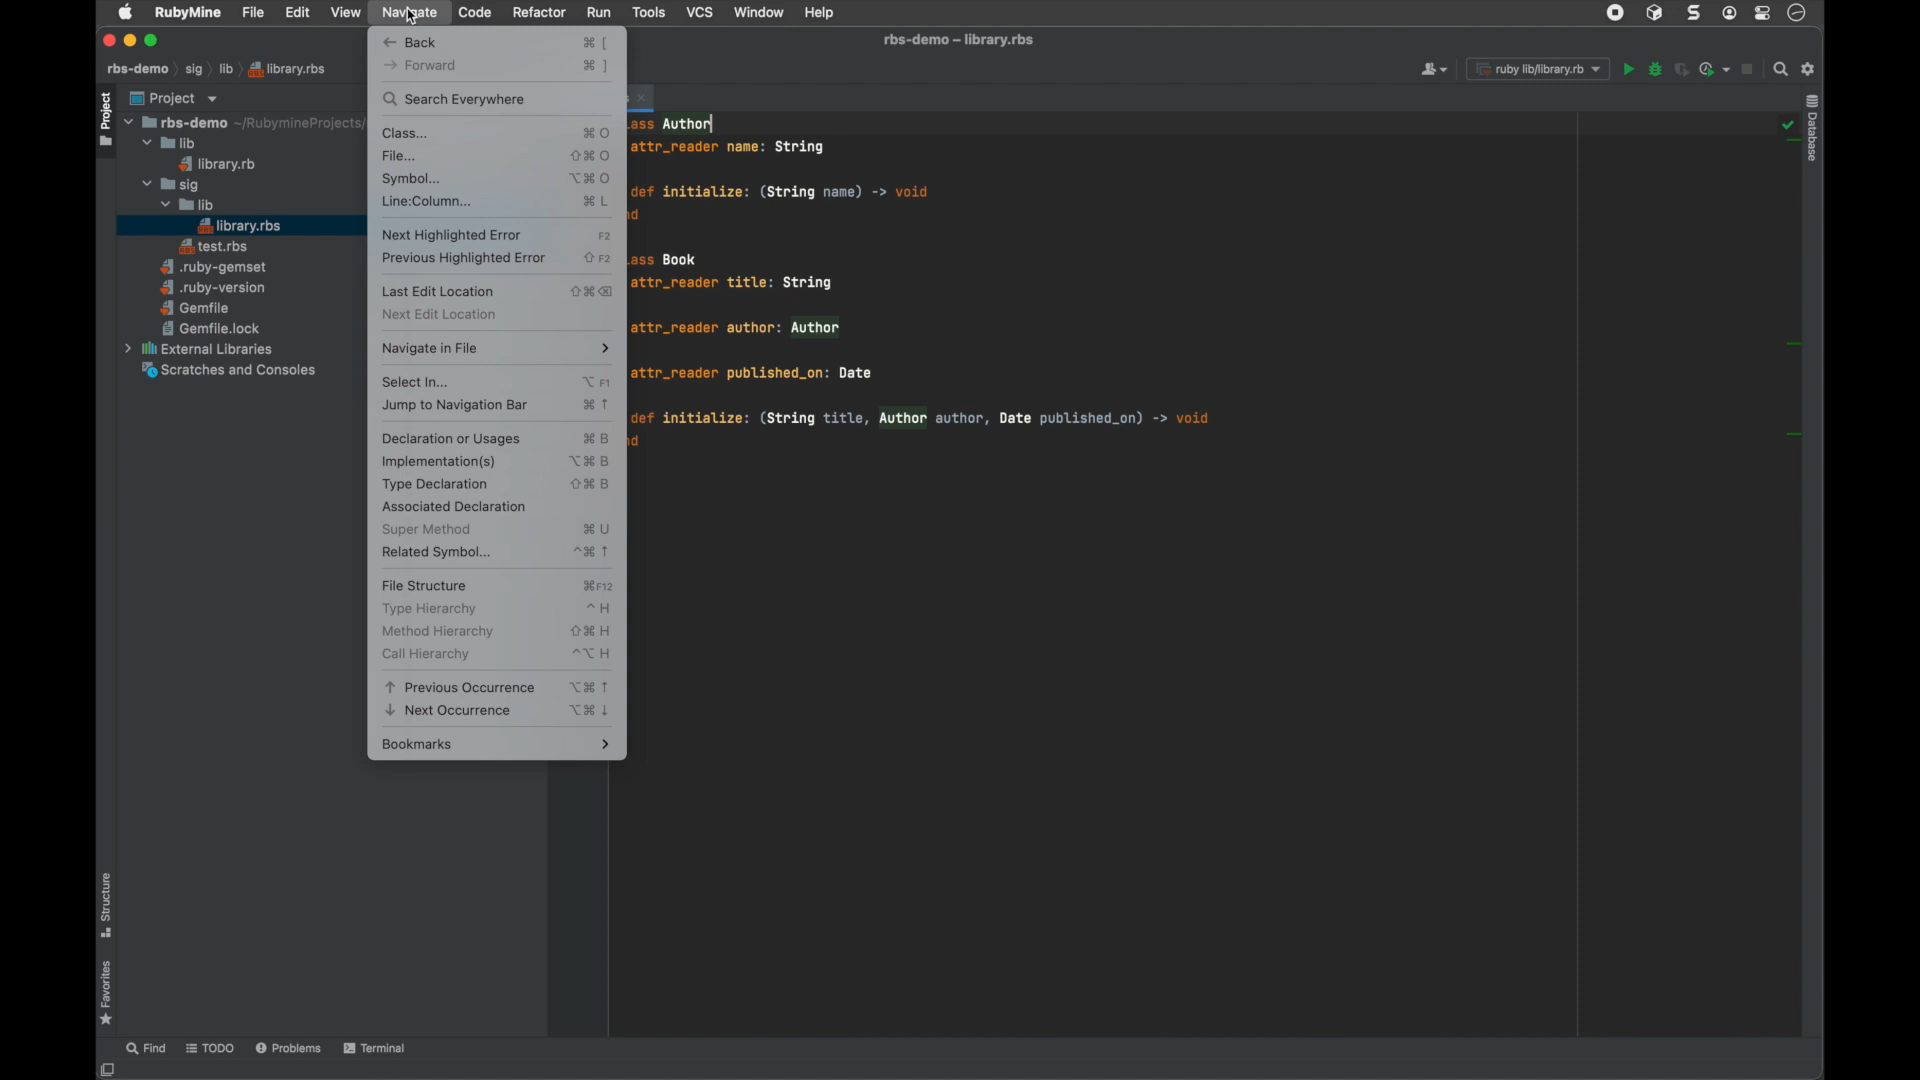 RubyMine File Edit View Navigate Code Refactor Run Tools VCS Window Help
rbs-demo – library.rbs
rbs-demo sig lib library.rbs
ruby lib/library.rb
Project
Project
rbs-demo ~/RubymineProjects/
lib
library.rb
sig
lib
library.rbs
test.rbs
.ruby-gemset
.ruby-version
Gemfile
Gemfile.lock
External Libraries
Scratches and Consoles
← Back ⌘ [
→ Forward ⌘ ]
Search Everywhere
Class... ⌘ O
File... ⇧⌘ O
Symbol... ⌥⌘ O
Line:Column... ⌘ L
Next Highlighted Error F2
Previous Highlighted Error ⇧ F2
Last Edit Location ⇧⌘⌫
Next Edit Location
Navigate in File
Select In... ⌥ F1
Jump to Navigation Bar ⌘ ↑
Declaration or Usages ⌘ B
Implementation(s) ⌥⌘ B
Type Declaration ⇧⌘ B
Associated Declaration
Super Method ⌘ U
Related Symbol... ^⌘ ↑
File Structure ⌘F12
Type Hierarchy ^ H
Method Hierarchy ⇧⌘ H
Call Hierarchy ^⌥ H
↑ Previous Occurrence ⌥⌘ ↑
↓ Next Occurrence ⌥⌘ ↓
Bookmarks
ass Author
attr_reader name: String
def initialize: (String name) -> void
d
ass Book
attr_reader title: String
attr_reader author: Author
attr_reader published_on: Date
def initialize: (String title, Author author, Date published_on) -> void
d
Database
Structure
Favorites
Find TODO Problems Terminal